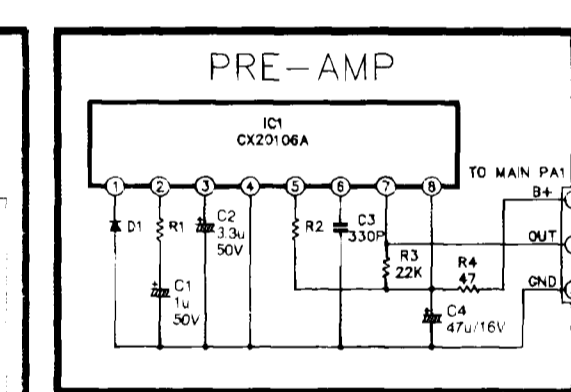 PRE-AMP
IC1
CX20106A
1 2 3 4 5 6 7 8
TO MAIN PA1
B+
OUT
GND
D1
R1
C2
3.3u
50V
R2
C3
330P
R3
22K
R4
47
C1
1u
50V
C4
47u/16V